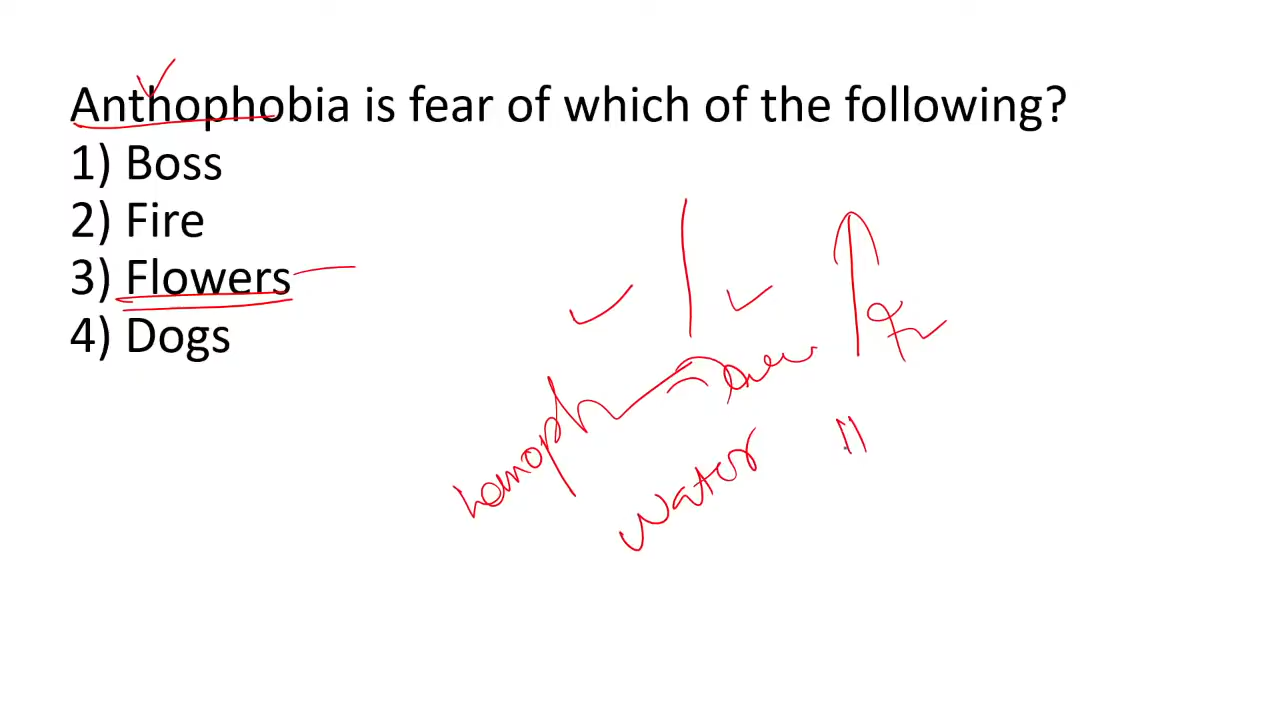 Anthophobia is fear of which of the following?
1) Boss
2) Fire
3) Flowers
4) Dogs
Water